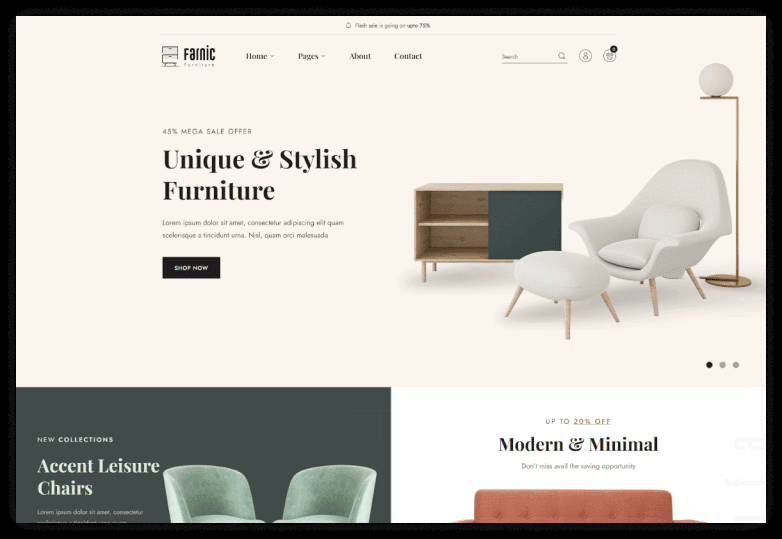 Flash sale is going on upto 75%
Farnic
Furniture
Home
Pages
About
Contact
Search
0
45% MEGA SALE OFFER
Unique & Stylish
Furniture
Lorem ipsum dolor sit amet, consectetur adipiscing elit quam
scelerisque a tincidunt urna. Nisl, quam orci malesuada
SHOP NOW
NEW COLLECTIONS
Accent Leisure
Chairs
Lorem ipsum dolor sit amet, consectetur
UP TO 20% OFF
Modern & Minimal
Don't miss avail the saving opportunity